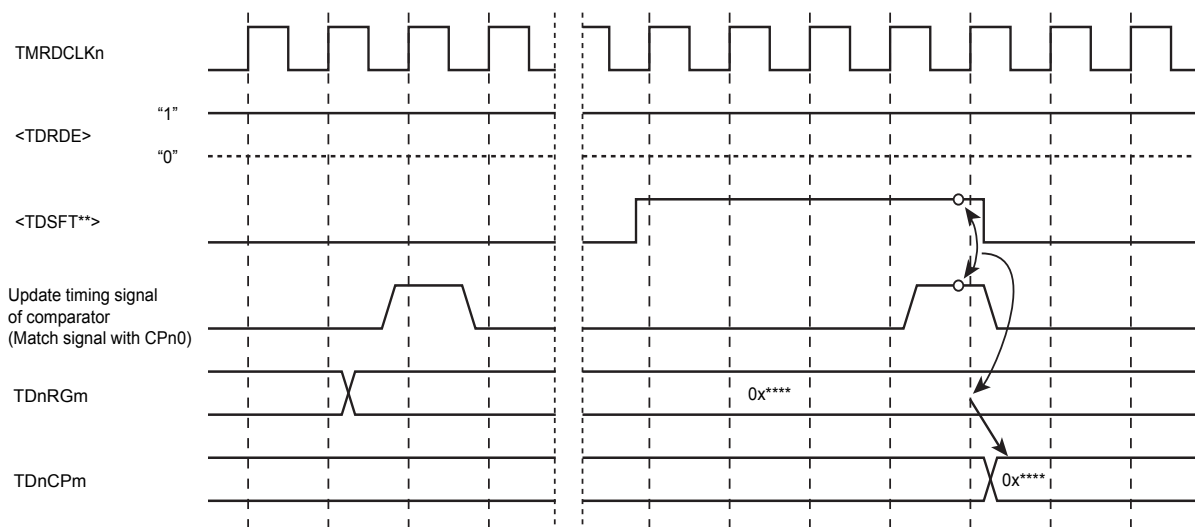 TMRDCLKn
“1”
<TDRDE>
“0”
<TDSFT**>
Update timing signal
of comparator
(Match signal with CPn0)
TDnRGm
0x****
TDnCPm
0x****